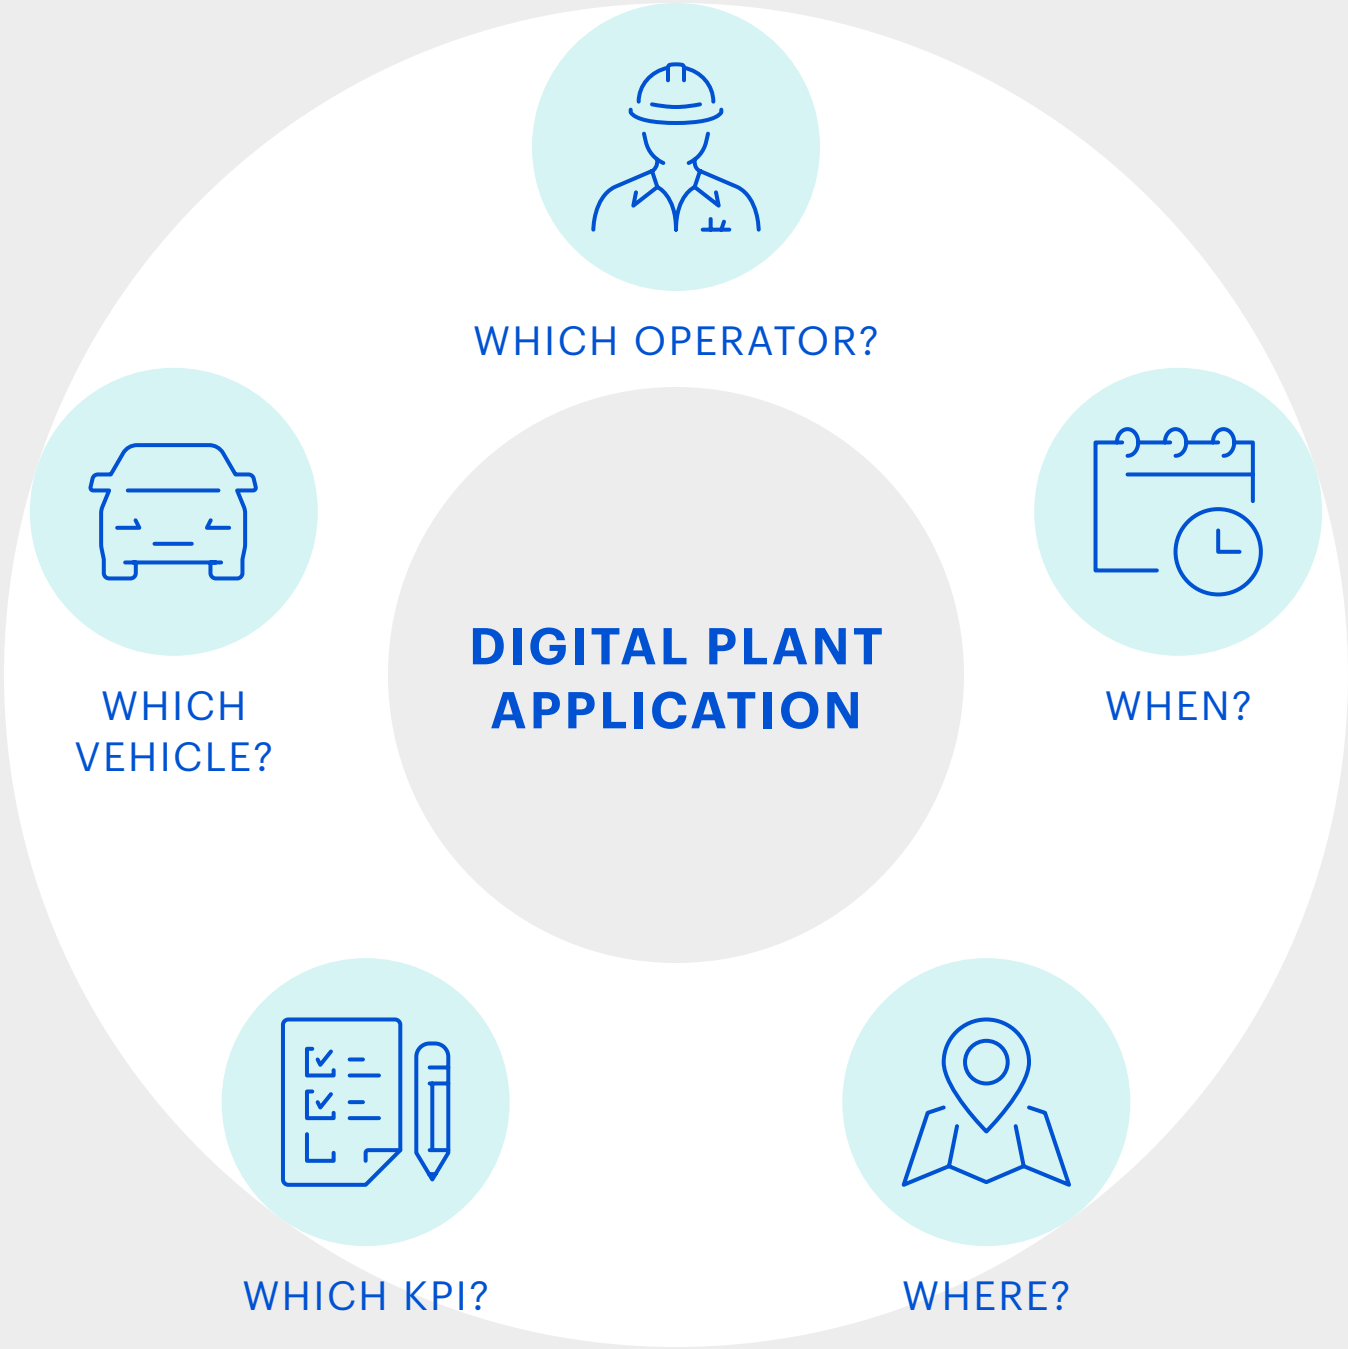 WHICH OPERATOR?
WHICH
VEHICLE?
DIGITAL PLANT
APPLICATION
WHEN?
WHICH KPI?
WHERE?